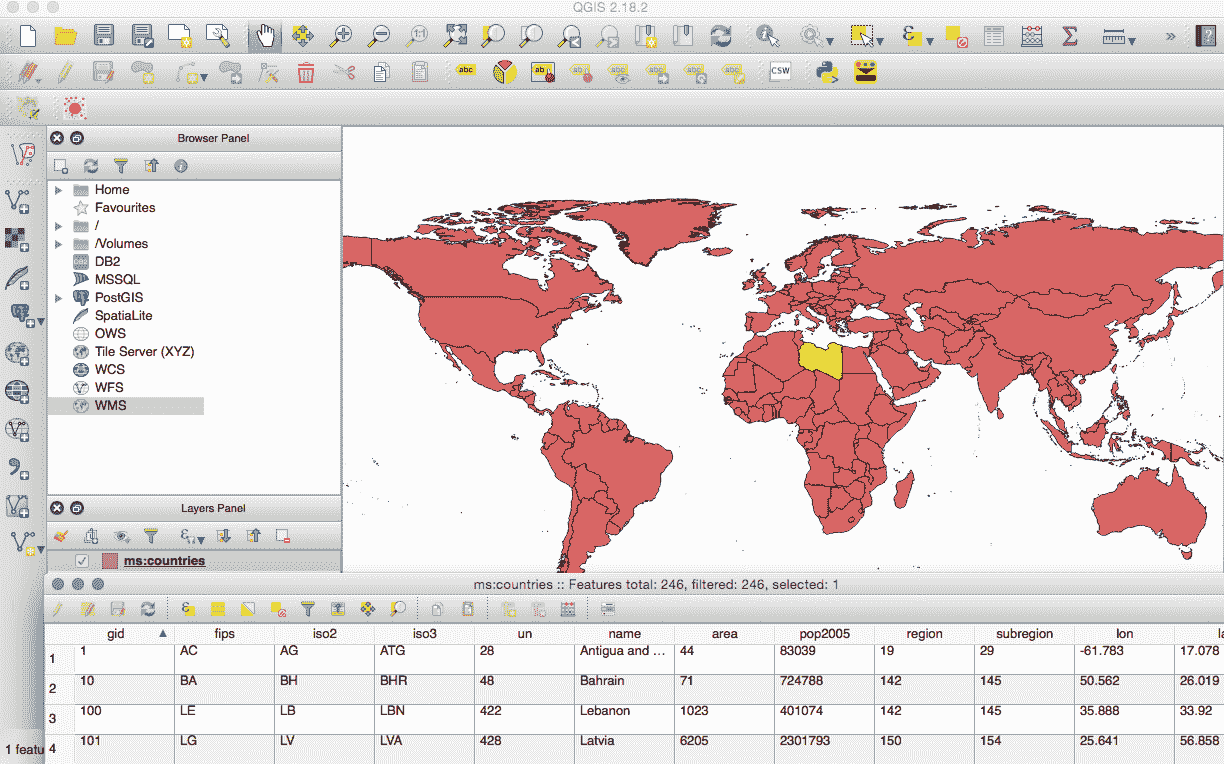 QGIS 2.18.2
1:1
abc
ab
CSW
Browser Panel
Home
Favourites
/
/Volumes
DB2
MSSQL
PostGIS
SpatiaLite
OWS
Tile Server (XYZ)
WCS
WFS
WMS
Layers Panel
ms:countries
ms:countries :: Features total: 246, filtered: 246, selected: 1
gid fips iso2 iso3 un name area pop2005 region subregion lon la
1 1 AC AG ATG 28 Antigua and ... 44 83039 19 29 -61.783 17.078
2 10 BA BH BHR 48 Bahrain 71 724788 142 145 50.562 26.019
3 100 LE LB LBN 422 Lebanon 1023 401074 142 145 35.888 33.92
4 101 LG LV LVA 428 Latvia 6205 2301793 150 154 25.641 56.858
1 featu